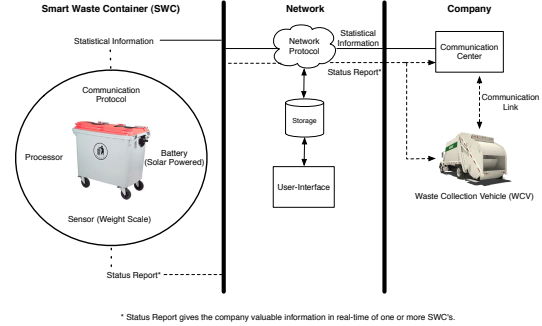 Smart Waste Container (SWC)
Network
Company
Statistical Information
Communication
Protocol
Processor
Battery
(Solar Powered)
Sensor (Weight Scale)
Status Report*
Network
Protocol
Statistical
Information
Status Report*
Storage
User-Interface
Communication
Center
Communication
Link
Waste Collection Vehicle (WCV)
* Status Report gives the company valuable information in real-time of one or more SWC's.